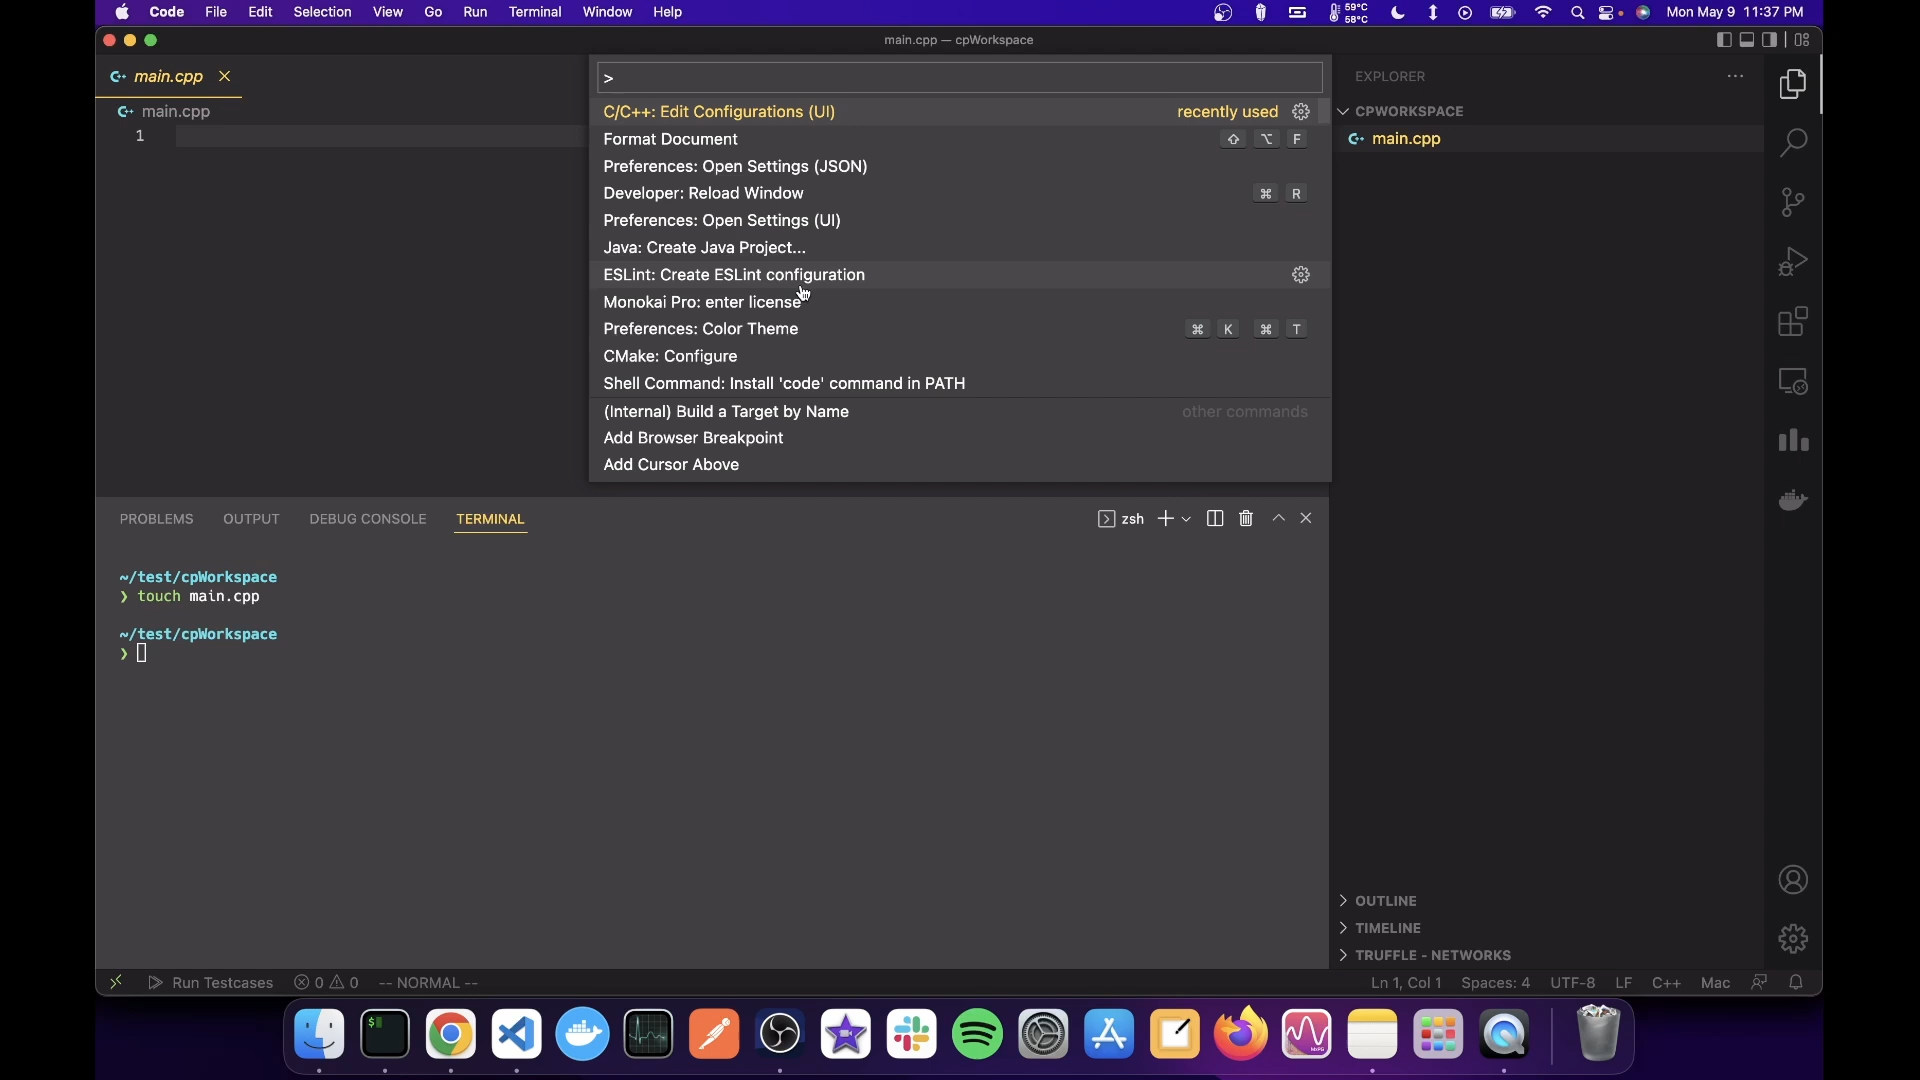 Code File Edit Selection View Go Run Terminal Window Help 59°C 58°C Mon May 9 11:37 PM
main.cpp — cpWorkspace
main.cpp
main.cpp
1
>
C/C++: Edit Configurations (UI) recently used
Format Document ⇧ ⌥ F
Preferences: Open Settings (JSON)
Developer: Reload Window ⌘ R
Preferences: Open Settings (UI)
Java: Create Java Project...
ESLint: Create ESLint configuration
Monokai Pro: enter license
Preferences: Color Theme ⌘ K ⌘ T
CMake: Configure
Shell Command: Install 'code' command in PATH
(Internal) Build a Target by Name other commands
Add Browser Breakpoint
Add Cursor Above
EXPLORER
CPWORKSPACE
main.cpp
OUTLINE
TIMELINE
TRUFFLE - NETWORKS
PROBLEMS OUTPUT DEBUG CONSOLE TERMINAL zsh
~/test/cpWorkspace
❯ touch main.cpp
~/test/cpWorkspace
❯
Run Testcases 0 0 -- NORMAL -- Ln 1, Col 1 Spaces: 4 UTF-8 LF C++ Mac